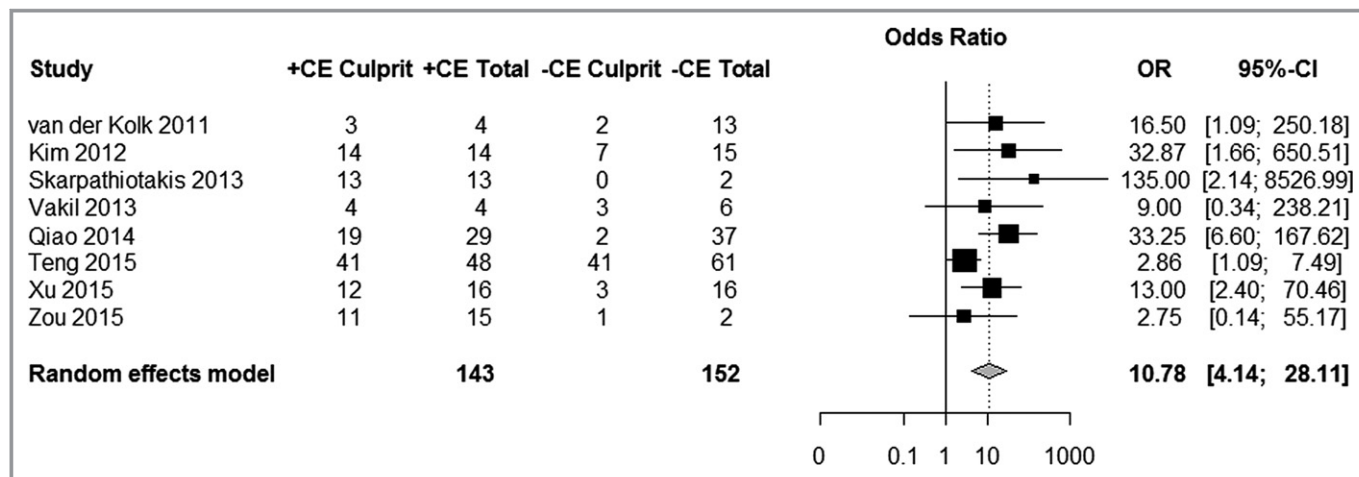 Odds Ratio
Study +CE Culprit +CE Total -CE Culprit -CE Total OR 95%-CI
van der Kolk 2011 3 4 2 13 16.50 [1.09; 250.18]
Kim 2012 14 14 7 15 32.87 [1.66; 650.51]
Skarpathiotakis 2013 13 13 0 2 135.00 [2.14; 8526.99]
Vakil 2013 4 4 3 6 9.00 [0.34; 238.21]
Qiao 2014 19 29 2 37 33.25 [6.60; 167.62]
Teng 2015 41 48 41 61 2.86 [1.09; 7.49]
Xu 2015 12 16 3 16 13.00 [2.40; 70.46]
Zou 2015 11 15 1 2 2.75 [0.14; 55.17]
Random effects model 143 152 10.78 [4.14; 28.11]
0 0.1 1 10 1000